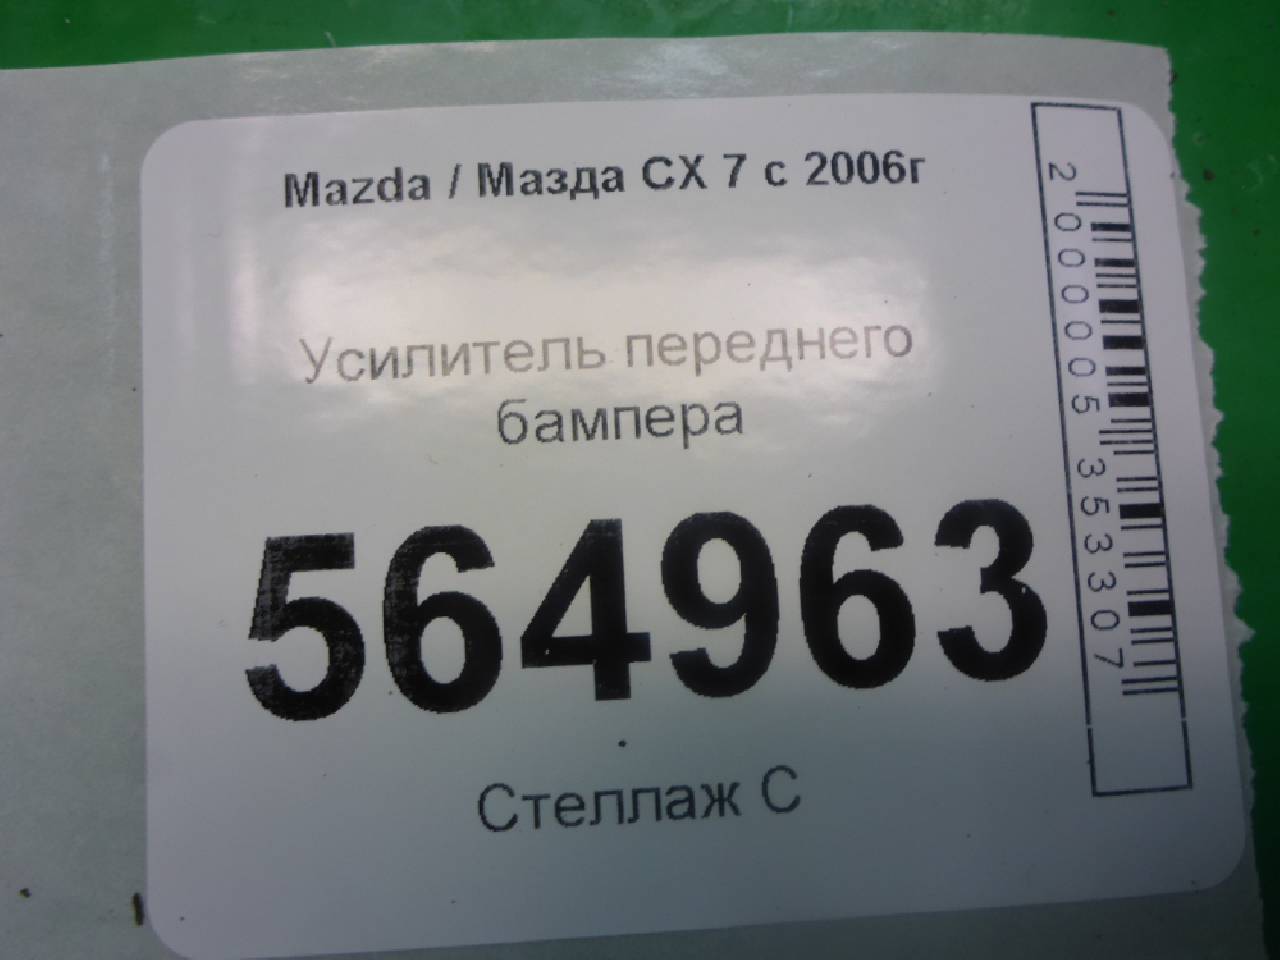 Mazda / Мазда CX 7 с 2006г
Усилитель переднего
бампера
564963
Стеллаж С
2000005353307